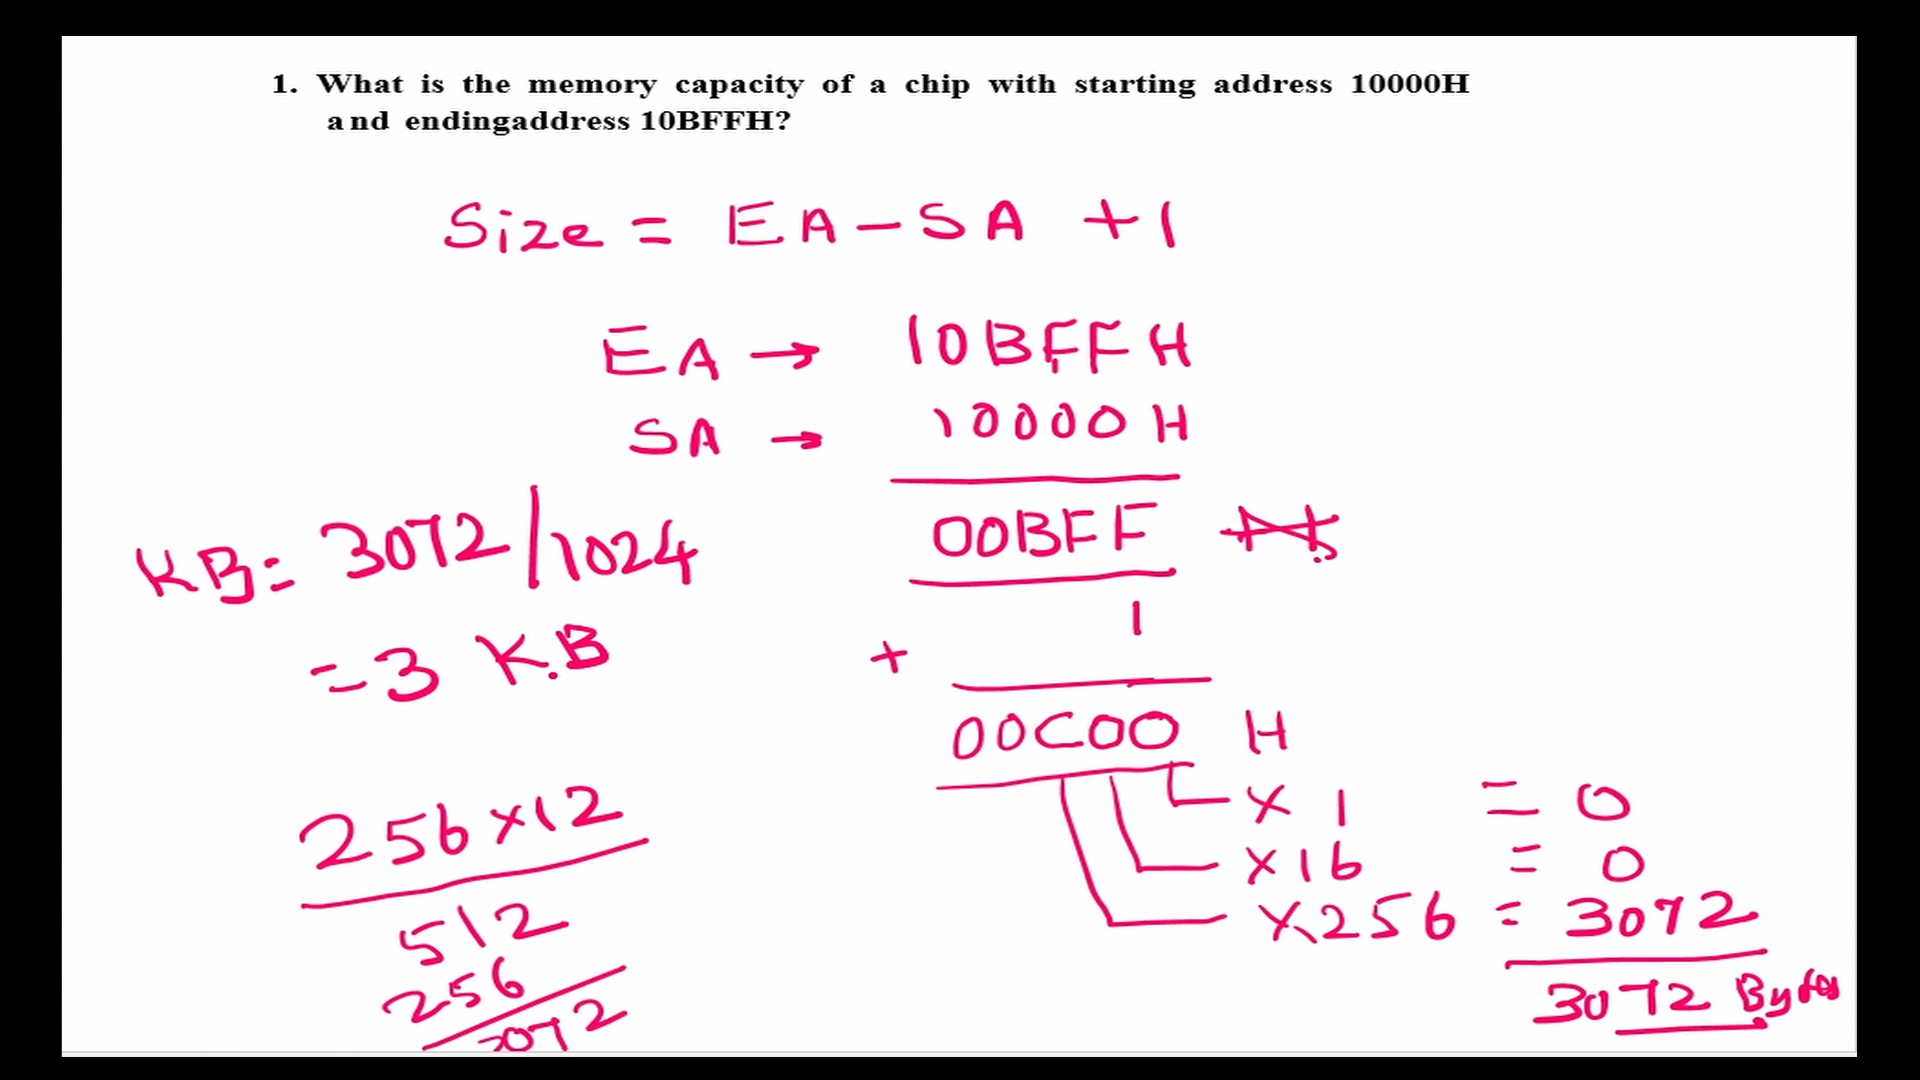 1. What is the memory capacity of a chip with starting address 10000H
and endingaddress 10BFFH?
Size = EA - SA + 1
EA → 10BFFH
SA → 10000H
00BFF
+ 1
00C00 H
x 1 = 0
x 16 = 0
x 256 = 3072
3072 Bytes
KB = 3072/1024
= 3 KB
256 x 12
512
256
3072